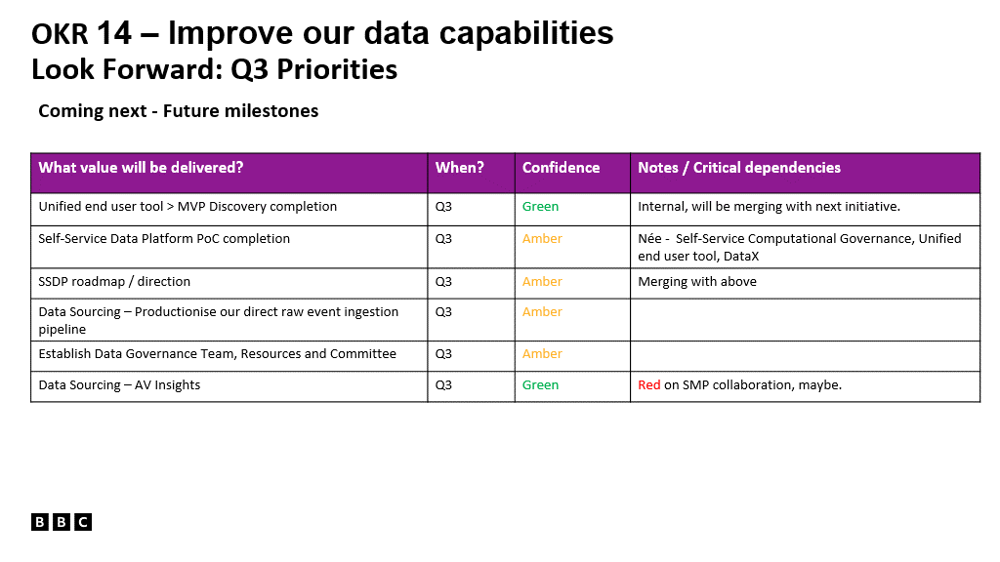 OKR 14 – Improve our data capabilities
Look Forward: Q3 Priorities
Coming next - Future milestones
What value will be delivered? When? Confidence Notes / Critical dependencies
Unified end user tool > MVP Discovery completion Q3 Green Internal, will be merging with next initiative.
Self-Service Data Platform PoC completion Q3 Amber Née -  Self-Service Computational Governance, Unified
end user tool, DataX
SSDP roadmap / direction Q3 Amber Merging with above
Data Sourcing – Productionise our direct raw event ingestion Q3 Amber
pipeline
Establish Data Governance Team, Resources and Committee Q3 Amber
Data Sourcing – AV Insights Q3 Green Red on SMP collaboration, maybe.
BBC